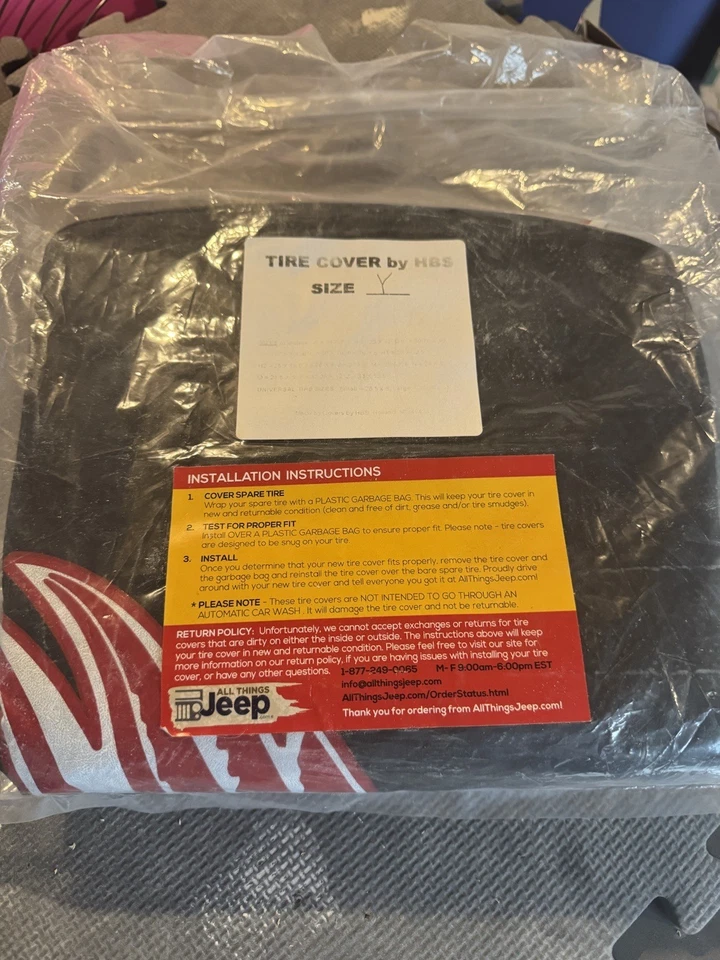 TIRE COVER by HBS
SIZE Y
INSTALLATION INSTRUCTIONS
1. COVER SPARE TIRE
Wrap your spare tire with a PLASTIC GARBAGE BAG. This will keep your tire cover in
new and returnable condition (clean and free of dirt, grease and/or tire smudges).
2. TEST FOR PROPER FIT
Install OVER A PLASTIC GARBAGE BAG to ensure proper fit. Please note - tire covers
are designed to be snug on your tire.
3. INSTALL
Once you determine that your new tire cover fits properly, remove the tire cover and
the garbage bag and reinstall the tire cover over the bare spare tire. Proudly drive
around with your new tire cover and tell everyone you got it at AllThingsJeep.com!
* PLEASE NOTE - These tire covers are NOT INTENDED TO GO THROUGH AN
AUTOMATIC CAR WASH. It will damage the tire cover and not be returnable.
RETURN POLICY: Unfortunately, we cannot accept exchanges or returns for tire
covers that are dirty on either the inside or outside. The instructions above will keep
your tire cover in new and returnable condition. Please feel free to visit our site for
more information on our return policy, if you are having issues with installing your tire
cover, or have any other questions. 1-877-249-0065 M-F 9:00am-6:00pm EST
info@allthingsjeep.com
AllThingsJeep.com/OrderStatus.html
Thank you for ordering from AllThingsJeep.com!
ALL THINGS
Jeep